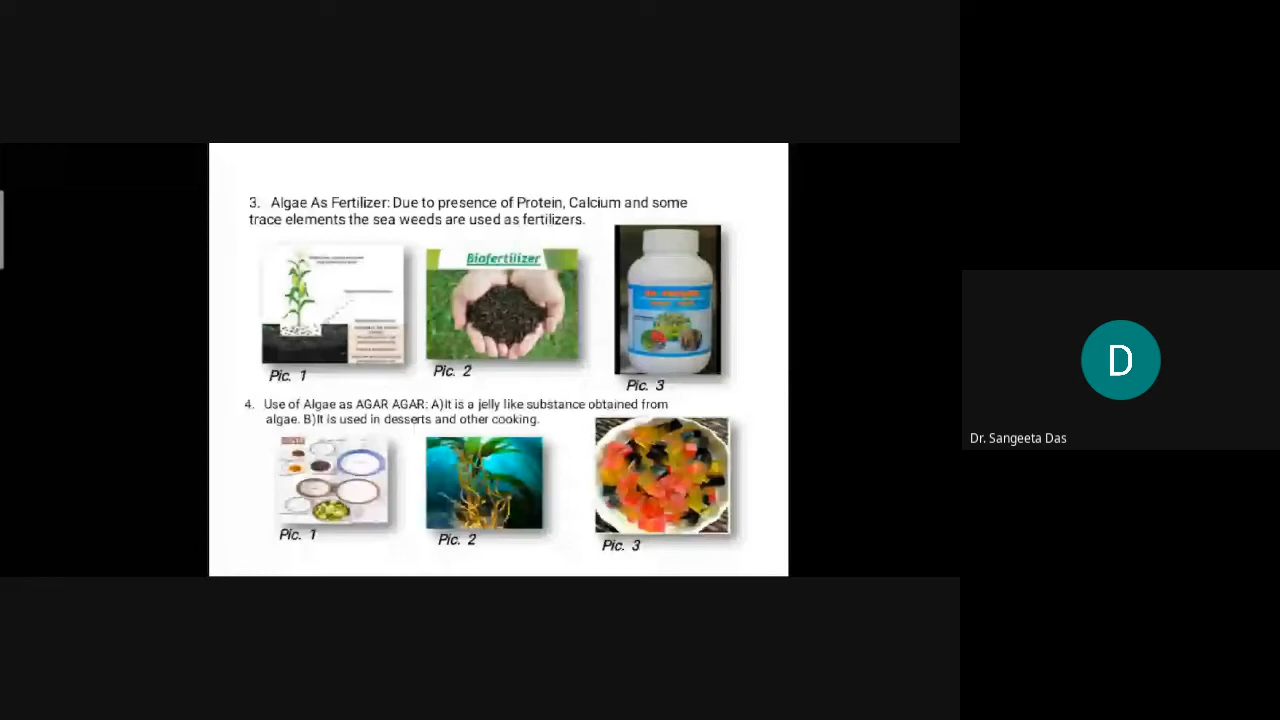 3. Algae As Fertilizer: Due to presence of Protein, Calcium and some
trace elements the sea weeds are used as fertilizers.
Biofertilizer
Pic. 1
Pic. 2
Pic. 3
4. Use of Algae as AGAR AGAR: A)It is a jelly like substance obtained from
algae. B)It is used in desserts and other cooking.
Pic. 1
Pic. 2
Pic. 3
D
Dr. Sangeeta Das